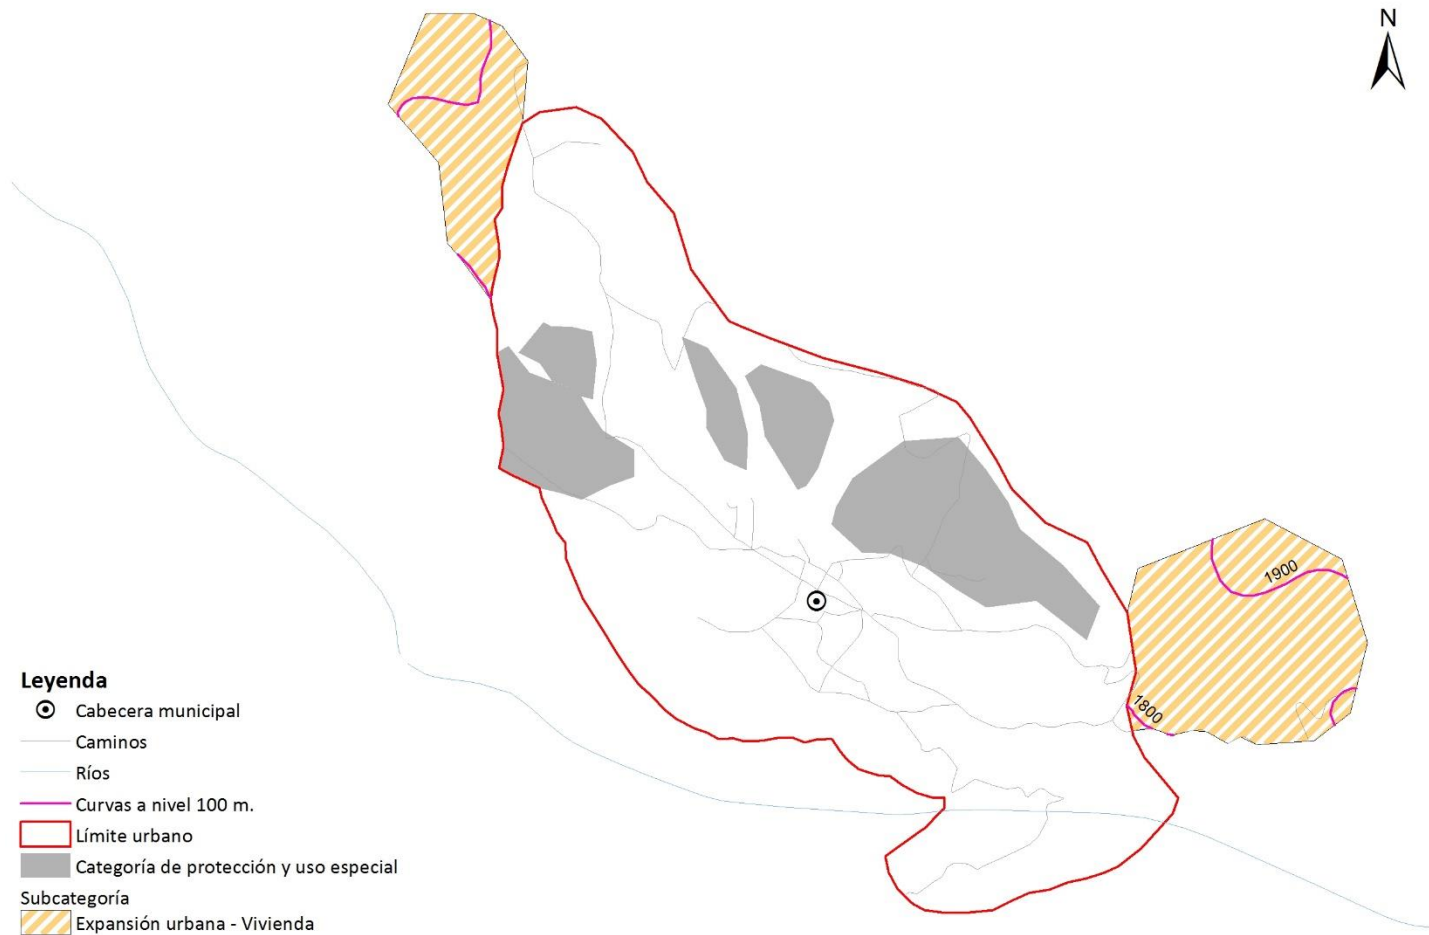 N
1900
1800
Leyenda
Cabecera municipal
Caminos
Ríos
Curvas a nivel 100 m.
Límite urbano
Categoría de protección y uso especial
Subcategoría
Expansión urbana - Vivienda